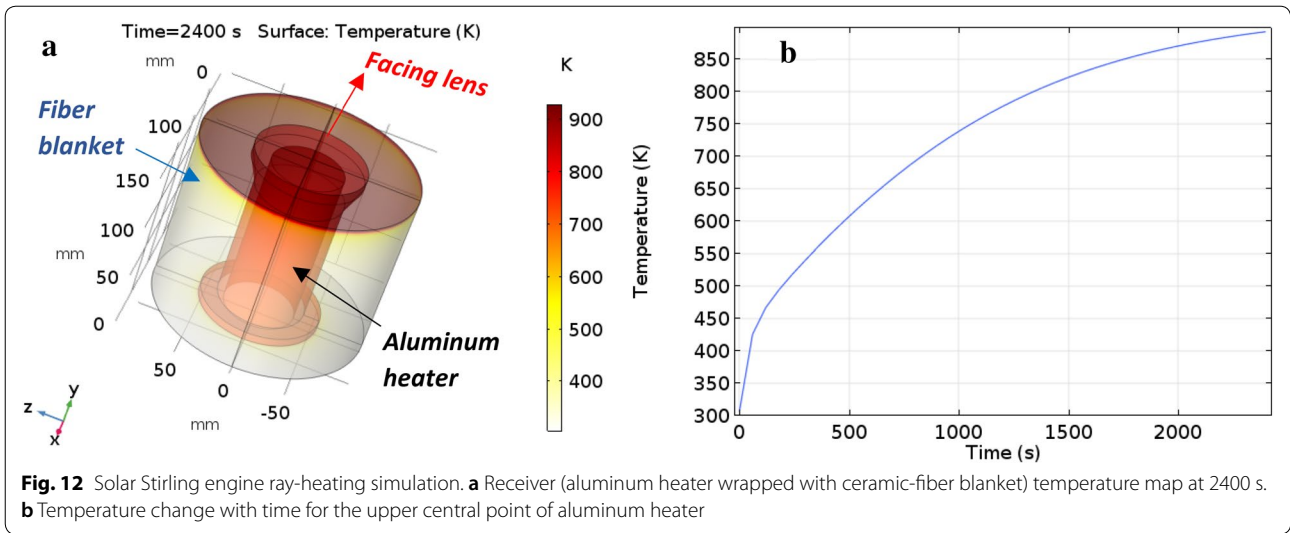 a
Time=2400 s Surface: Temperature (K)
mm
0
Facing lens
K
Fiber
blanket
100
150
100
mm
50
0
50
0
-50
mm
Aluminum
heater
y
z
x
900
800
700
600
500
400
b
850
800
750
700
650
600
550
500
450
400
350
300
Temperature (K)
0 500 1000 1500 2000
Time (s)
Fig. 12 Solar Stirling engine ray-heating simulation. a Receiver (aluminum heater wrapped with ceramic-fiber blanket) temperature map at 2400 s.
b Temperature change with time for the upper central point of aluminum heater